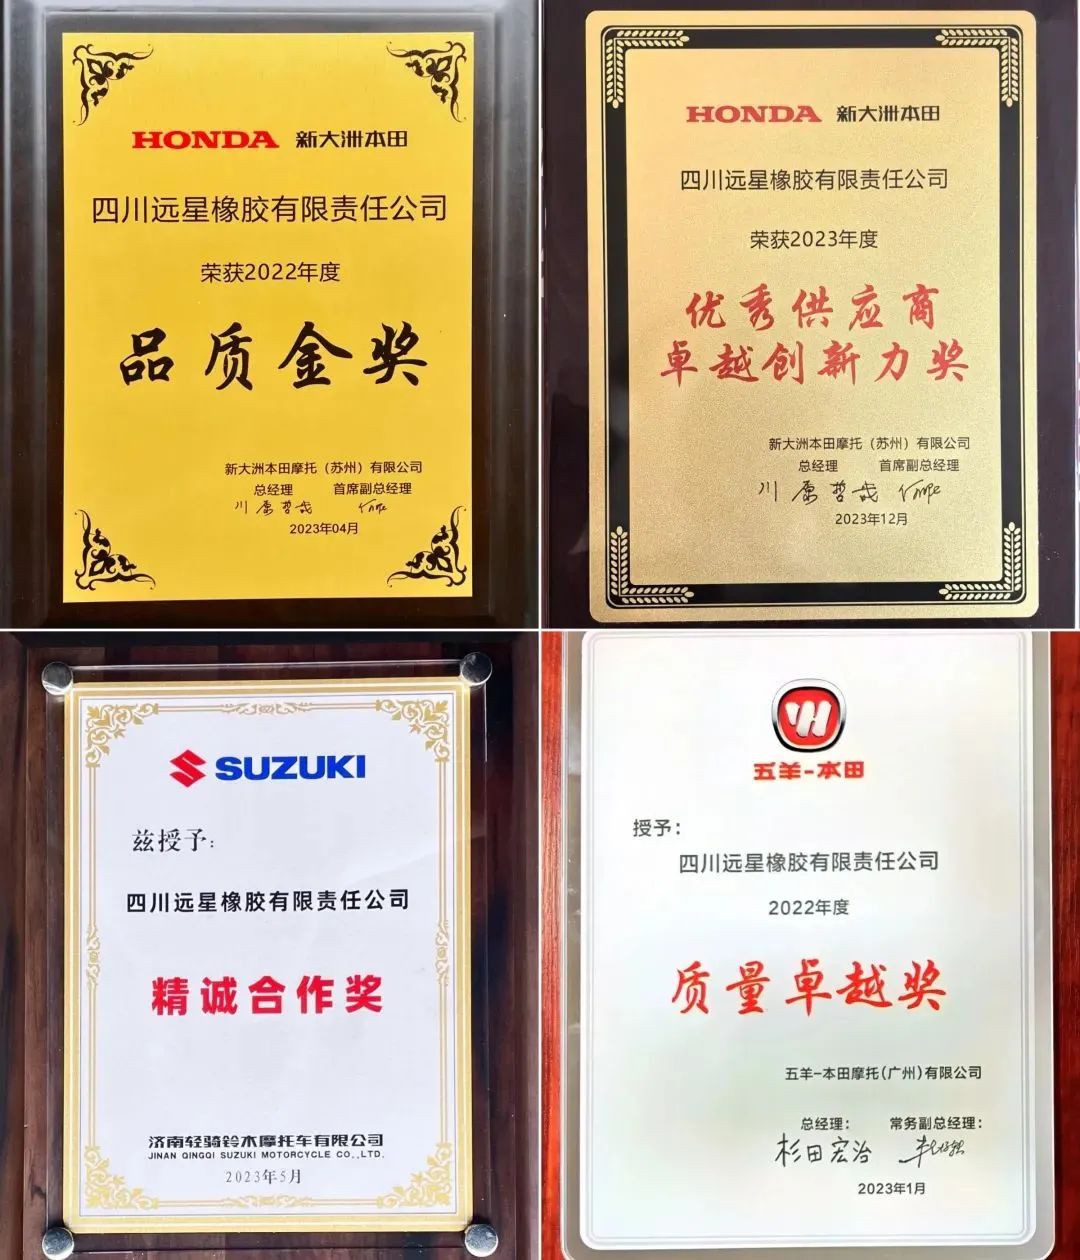 HONDA 新大洲本田
四川远星橡胶有限责任公司
荣获2022年度
品质金奖
新大洲本田摩托（苏州）有限公司
总经理 首席副总经理
川原哲哉
2023年04月
HONDA 新大洲本田
四川远星橡胶有限责任公司
荣获2023年度
优秀供应商
卓越创新力奖
新大洲本田摩托（苏州）有限公司
总经理 首席副总经理
川原哲哉
2023年12月
SUZUKI
兹授予：
四川远星橡胶有限责任公司
精诚合作奖
济南轻骑铃木摩托车有限公司
JINAN QINGQI SUZUKI MOTORCYCLE CO.,LTD.
2023年5月
五羊-本田
授予：
四川远星橡胶有限责任公司
2022年度
质量卓越奖
五羊-本田摩托(广州)有限公司
总经理： 常务副总经理：
杉田宏治
2023年1月